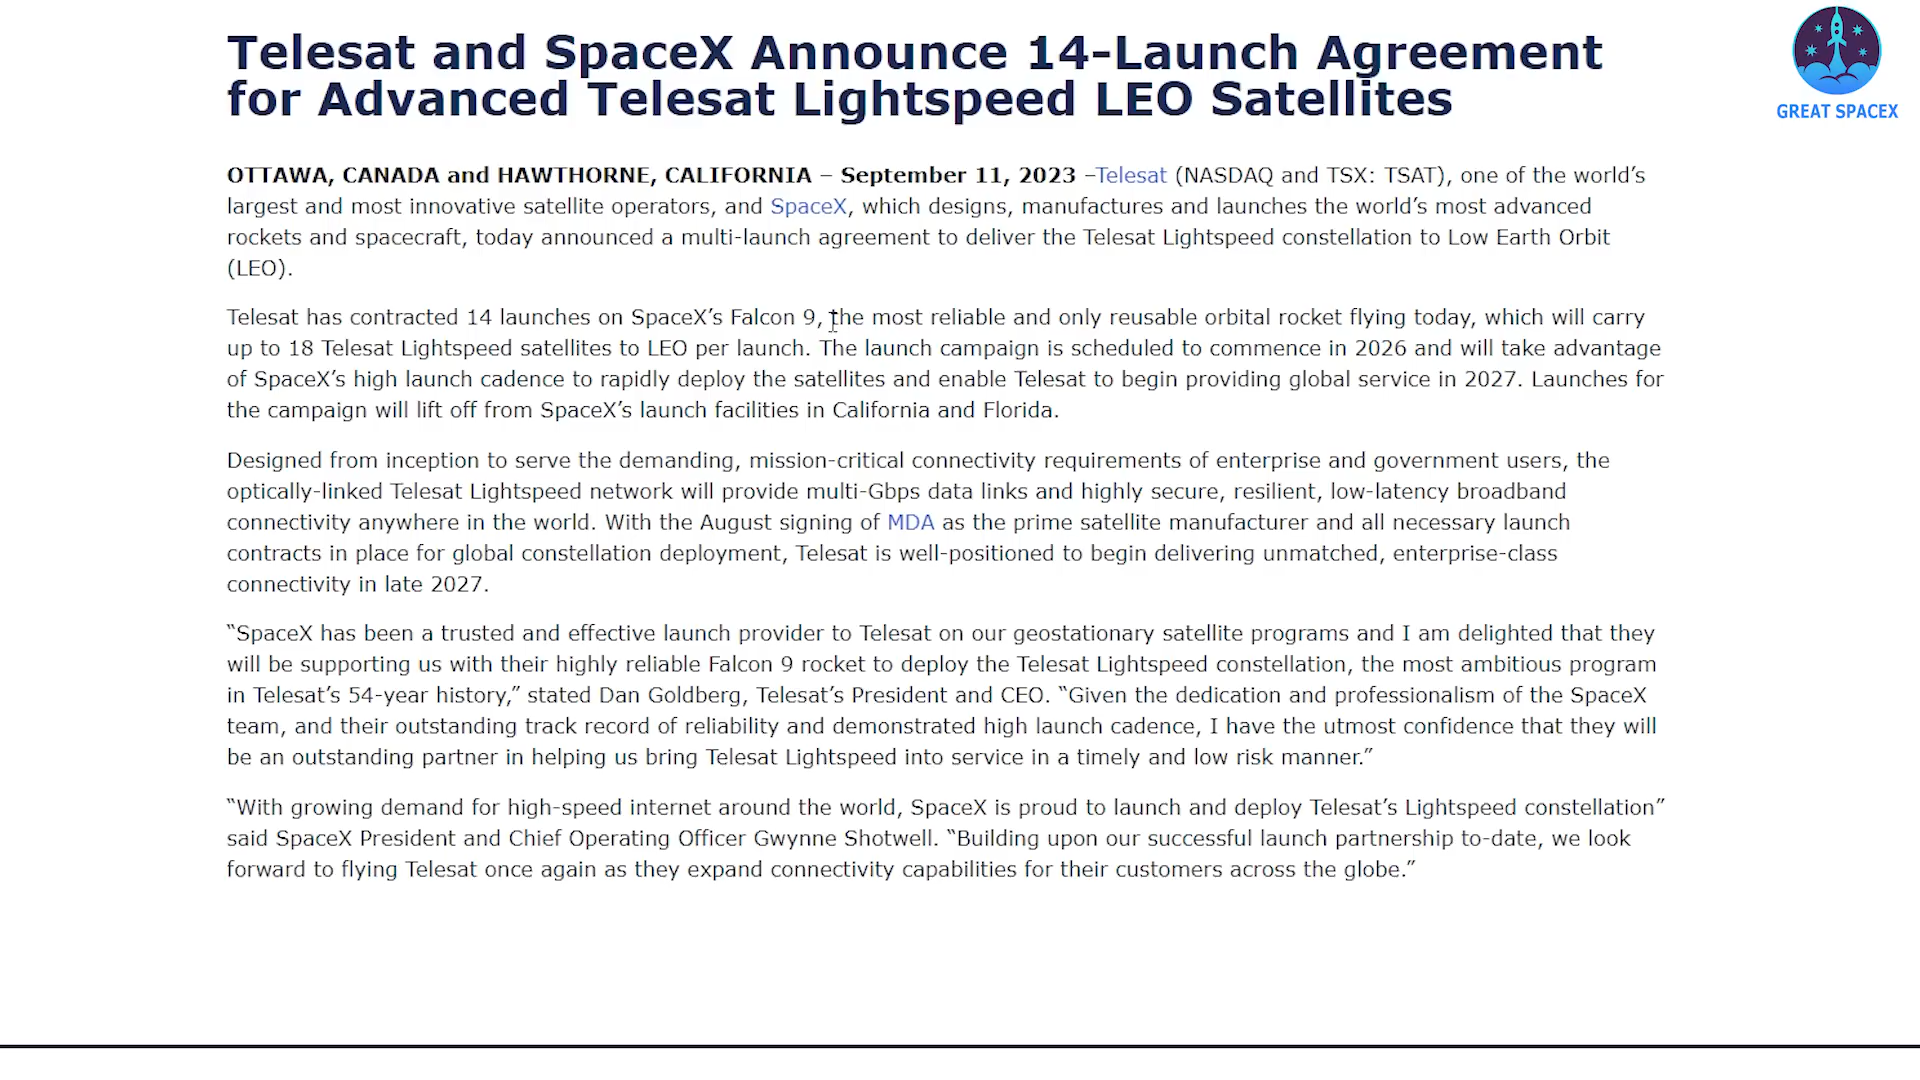 Telesat and SpaceX Announce 14-Launch Agreement
for Advanced Telesat Lightspeed LEO Satellites
GREAT SPACEX
OTTAWA, CANADA and HAWTHORNE, CALIFORNIA – September 11, 2023 –Telesat (NASDAQ and TSX: TSAT), one of the world’s
largest and most innovative satellite operators, and SpaceX, which designs, manufactures and launches the world’s most advanced
rockets and spacecraft, today announced a multi-launch agreement to deliver the Telesat Lightspeed constellation to Low Earth Orbit
(LEO).
Telesat has contracted 14 launches on SpaceX’s Falcon 9, the most reliable and only reusable orbital rocket flying today, which will carry
up to 18 Telesat Lightspeed satellites to LEO per launch. The launch campaign is scheduled to commence in 2026 and will take advantage
of SpaceX’s high launch cadence to rapidly deploy the satellites and enable Telesat to begin providing global service in 2027. Launches for
the campaign will lift off from SpaceX’s launch facilities in California and Florida.
Designed from inception to serve the demanding, mission-critical connectivity requirements of enterprise and government users, the
optically-linked Telesat Lightspeed network will provide multi-Gbps data links and highly secure, resilient, low-latency broadband
connectivity anywhere in the world. With the August signing of MDA as the prime satellite manufacturer and all necessary launch
contracts in place for global constellation deployment, Telesat is well-positioned to begin delivering unmatched, enterprise-class
connectivity in late 2027.
“SpaceX has been a trusted and effective launch provider to Telesat on our geostationary satellite programs and I am delighted that they
will be supporting us with their highly reliable Falcon 9 rocket to deploy the Telesat Lightspeed constellation, the most ambitious program
in Telesat’s 54-year history,” stated Dan Goldberg, Telesat’s President and CEO. “Given the dedication and professionalism of the SpaceX
team, and their outstanding track record of reliability and demonstrated high launch cadence, I have the utmost confidence that they will
be an outstanding partner in helping us bring Telesat Lightspeed into service in a timely and low risk manner.”
“With growing demand for high-speed internet around the world, SpaceX is proud to launch and deploy Telesat’s Lightspeed constellation”
said SpaceX President and Chief Operating Officer Gwynne Shotwell. “Building upon our successful launch partnership to-date, we look
forward to flying Telesat once again as they expand connectivity capabilities for their customers across the globe.”